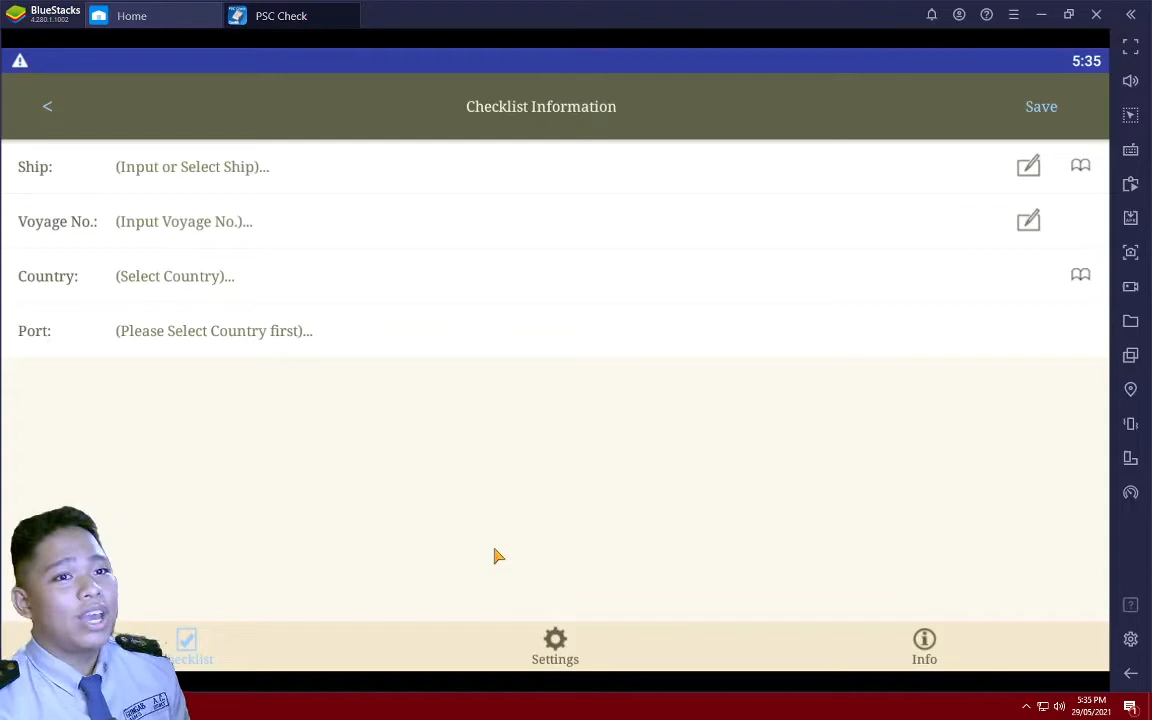 BlueStacks
4.280.1.1002
Home
PSC Check
5:35
<
Checklist Information
Save
Ship:
(Input or Select Ship)...
Voyage No.:
(Input Voyage No.)...
Country:
(Select Country)...
Port:
(Please Select Country first)...
ecklist
Settings
Info
5:35 PM
29/05/2021